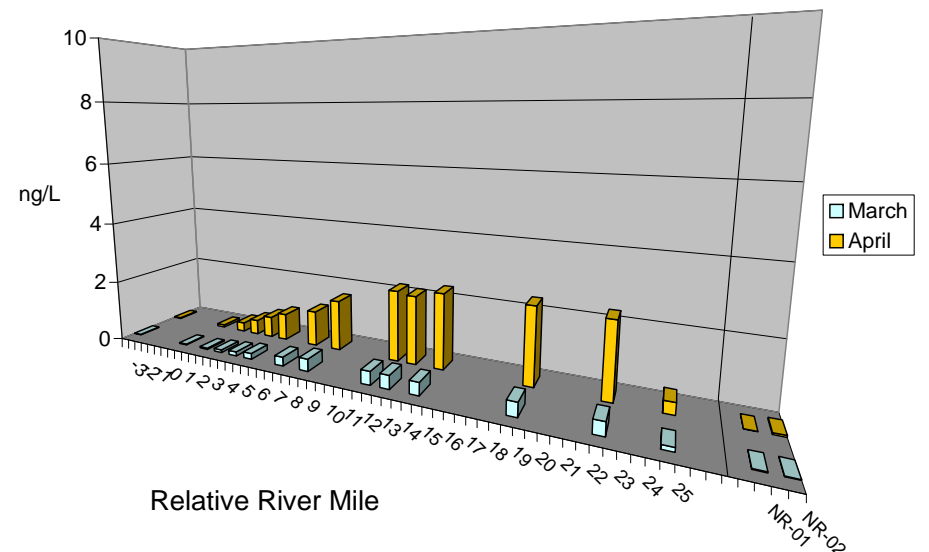 10
8
6
4
2
0
ng/L
March
April
-3 -2 -1 0 1 2 3 4 5 6 7 8 9 10 11 12 13 14 15 16 17 18 19 20 21 22 23 24 25 NR-01 NR-02
Relative River Mile